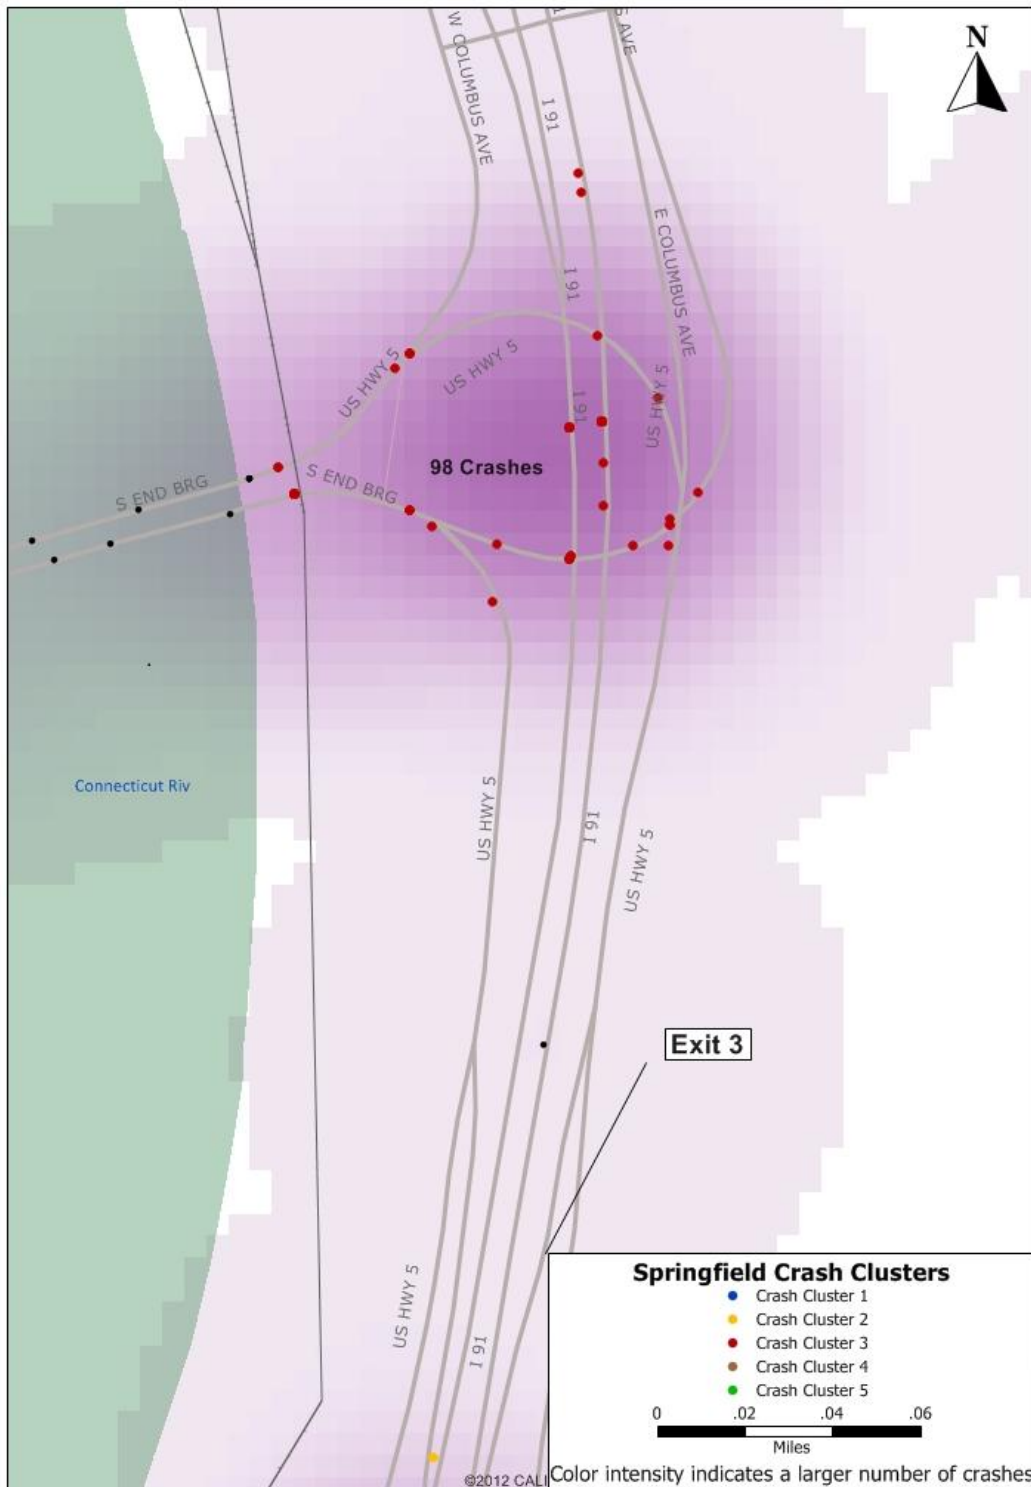 N
W COLUMBUS AVE
I 91
S AVE
E COLUMBUS AVE
I 91
US HWY 5
US HWY 5
I 91
US HWY 5
98 Crashes
S END BRG
S END BRG
Connecticut Riv
US HWY 5
I 91
US HWY 5
Exit 3
US HWY 5
I 91
Springfield Crash Clusters
Crash Cluster 1
Crash Cluster 2
Crash Cluster 3
Crash Cluster 4
Crash Cluster 5
0 .02 .04 .06
Miles
©2012 CALI
Color intensity indicates a larger number of crashes